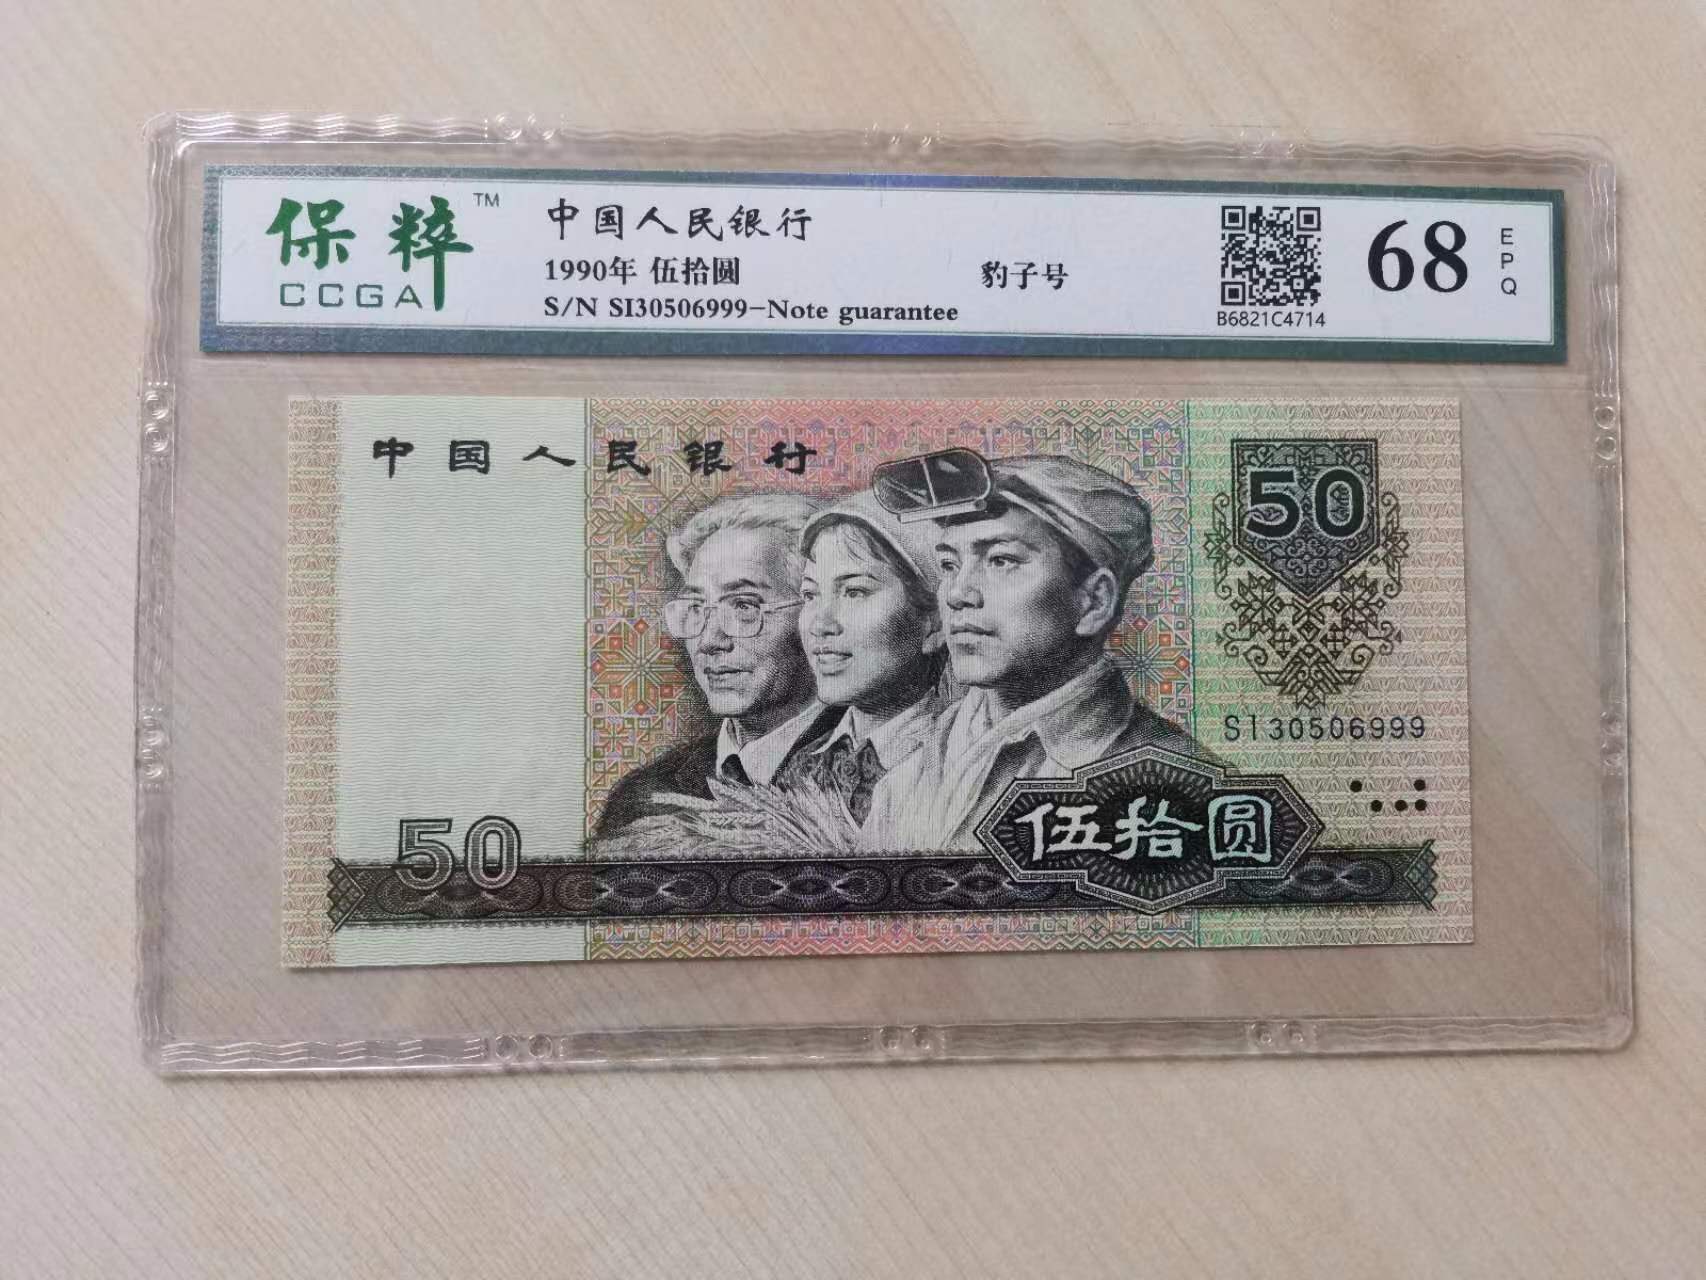 保粹™
CCGA
中国人民银行
1990年 伍拾圆
S/N SI30506999-Note guarantee
豹子号
B6821C4714
68
EPQ
中国人民银行
50
SI30506999
50
伍拾圆